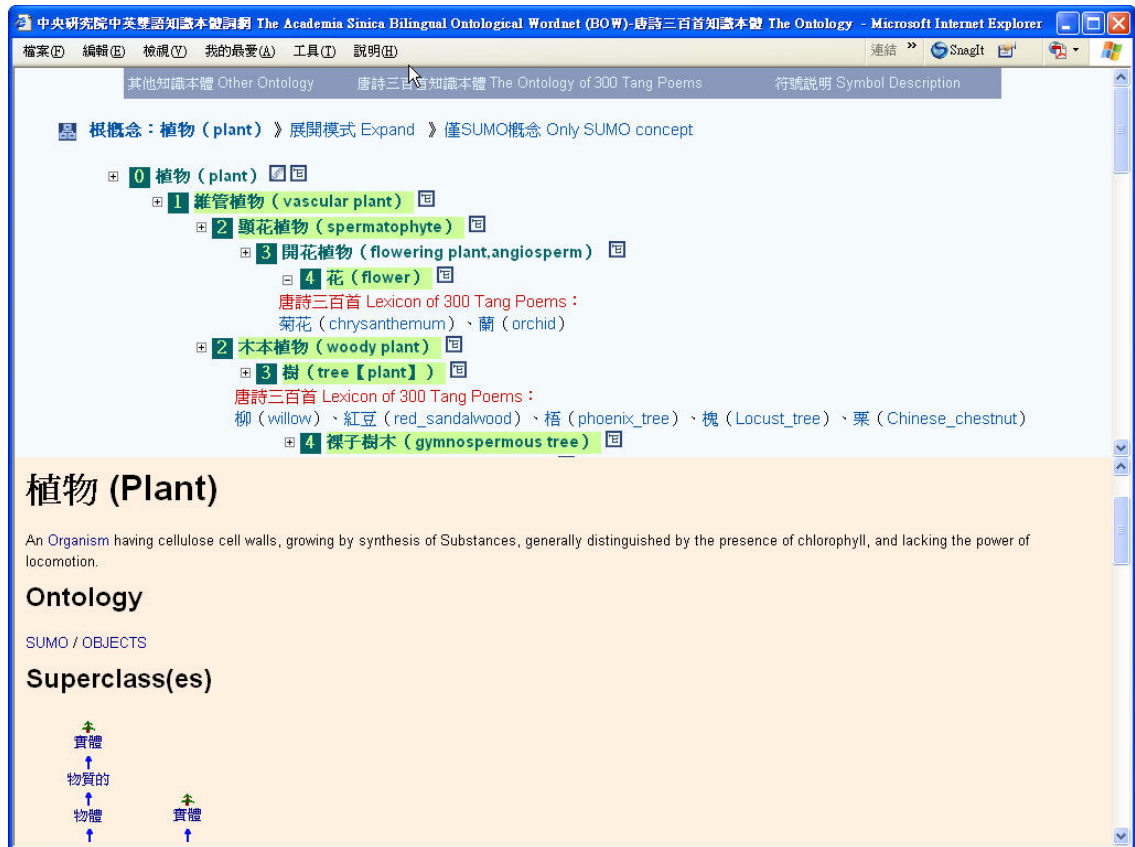 中央研究院中英雙語知識本體詞網 The Academia Sinica Bilingual Ontological Wordnet (BOW)-唐詩三百首知識本體 The Ontology - Microsoft Internet Explorer
檔案(F) 編輯(E) 檢視(V) 我的最愛(A) 工具(T) 說明(H) 連結 » SnagIt
其他知識本體 Other Ontology 唐詩三百首知識本體 The Ontology of 300 Tang Poems 符號說明 Symbol Description
根概念：植物（plant）》展開模式 Expand 》僅SUMO概念 Only SUMO concept
0 植物（plant）
1 維管植物（vascular plant）
2 顯花植物（spermatophyte）
3 開花植物（flowering plant,angiosperm）
4 花（flower）
唐詩三百首 Lexicon of 300 Tang Poems：
菊花（chrysanthemum）、蘭（orchid）
2 木本植物（woody plant）
3 樹（tree【plant】）
唐詩三百首 Lexicon of 300 Tang Poems：
柳（willow）、紅豆（red_sandalwood）、梧（phoenix_tree）、槐（Locust_tree）、栗（Chinese_chestnut）
4 裸子樹木（gymnospermous tree）
植物 (Plant)
An Organism having cellulose cell walls, growing by synthesis of Substances, generally distinguished by the presence of chlorophyll, and lacking the power of
locomotion.
Ontology
SUMO / OBJECTS
Superclass(es)
實體
物質的
物體 實體